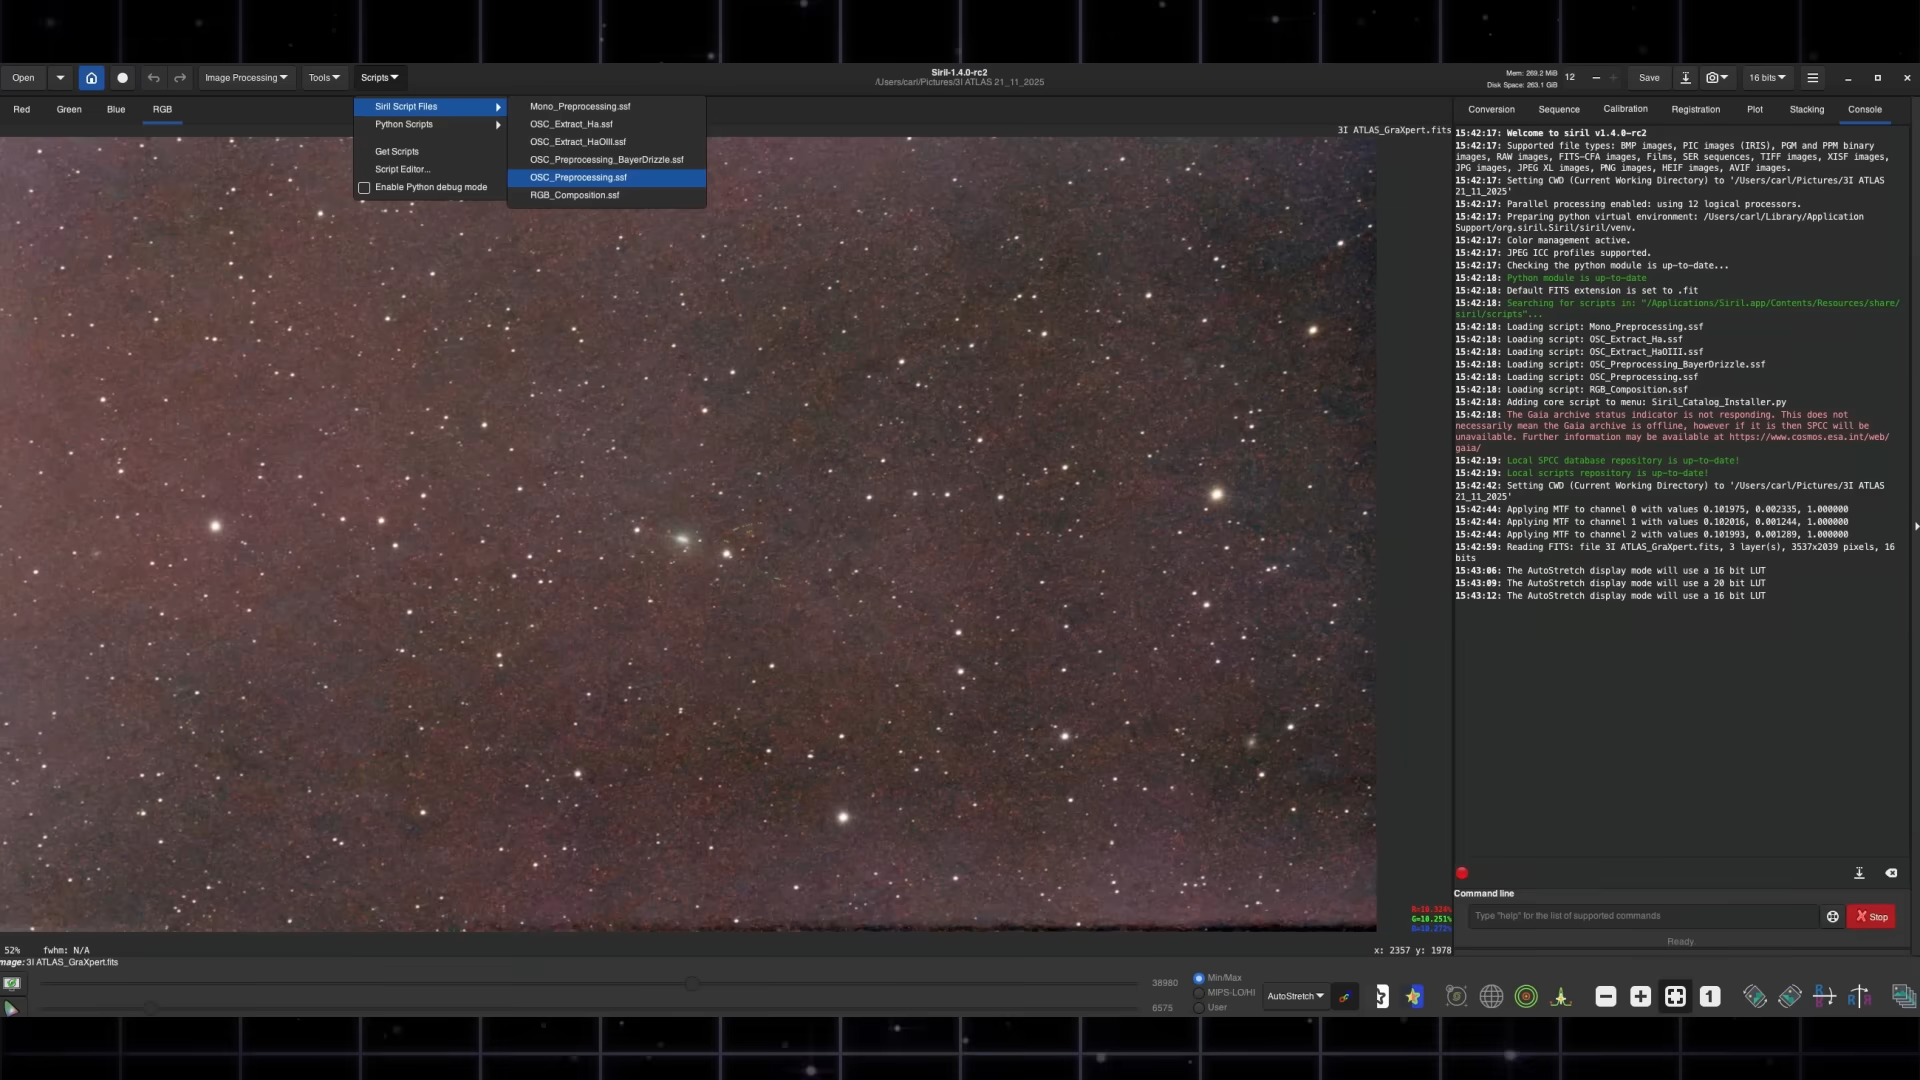 Open
Image Processing
Tools
Scripts
Siril-1.4.0-rc2
/Users/carl/Pictures/3I ATLAS 21_11_2025
Mem: 269.2 MiB
Disk Space: 263.1 GiB
12
Save
16 bits
Red
Green
Blue
RGB
Siril Script Files
Python Scripts
Get Scripts
Script Editor...
Enable Python debug mode
Mono_Preprocessing.ssf
OSC_Extract_Ha.ssf
OSC_Extract_HaOIII.ssf
OSC_Preprocessing_BayerDrizzle.ssf
OSC_Preprocessing.ssf
RGB_Composition.ssf
3I ATLAS_GraXpert.fits
Conversion
Sequence
Calibration
Registration
Plot
Stacking
Console
15:42:17: Welcome to siril v1.4.0-rc2
15:42:17: Supported file types: BMP images, PIC images (IRIS), PGM and PPM binary
images, RAW images, FITS-CFA images, Films, SER sequences, TIFF images, XISF images,
JPG images, JPEG XL images, PNG images, HEIF images, AVIF images.
15:42:17: Setting CWD (Current Working Directory) to '/Users/carl/Pictures/3I ATLAS
21_11_2025'
15:42:17: Parallel processing enabled: using 12 logical processors.
15:42:17: Preparing python virtual environment: /Users/carl/Library/Application
Support/org.siril.Siril/siril/venv.
15:42:17: Color management active.
15:42:17: JPEG ICC profiles supported.
15:42:17: Checking the python module is up-to-date...
15:42:18: Python module is up-to-date
15:42:18: Default FITS extension is set to .fit
15:42:18: Searching for scripts in: "/Applications/Siril.app/Contents/Resources/share/
siril/scripts"...
15:42:18: Loading script: Mono_Preprocessing.ssf
15:42:18: Loading script: OSC_Extract_Ha.ssf
15:42:18: Loading script: OSC_Extract_HaOIII.ssf
15:42:18: Loading script: OSC_Preprocessing_BayerDrizzle.ssf
15:42:18: Loading script: OSC_Preprocessing.ssf
15:42:18: Loading script: RGB_Composition.ssf
15:42:18: Adding core script to menu: Siril_Catalog_Installer.py
15:42:18: The Gaia archive status indicator is not responding. This does not
necessarily mean the Gaia archive is offline, however if it is then SPCC will be
unavailable. Further information may be available at https://www.cosmos.esa.int/web/
gaia/
15:42:19: Local SPCC database repository is up-to-date!
15:42:19: Local scripts repository is up-to-date!
15:42:42: Setting CWD (Current Working Directory) to '/Users/carl/Pictures/3I ATLAS
21_11_2025'
15:42:44: Applying MTF to channel 0 with values 0.101975, 0.002335, 1.000000
15:42:44: Applying MTF to channel 1 with values 0.102016, 0.001244, 1.000000
15:42:44: Applying MTF to channel 2 with values 0.101993, 0.001289, 1.000000
15:42:59: Reading FITS: file 3I ATLAS_GraXpert.fits, 3 layer(s), 3537x2039 pixels, 16
bits
15:43:06: The AutoStretch display mode will use a 16 bit LUT
15:43:09: The AutoStretch display mode will use a 20 bit LUT
15:43:12: The AutoStretch display mode will use a 16 bit LUT
Command line
Type "help" for the list of supported commands
Stop
Ready.
G=10.251%
52%
fwhm: N/A
x: 2357 y: 1978
mage: 3I ATLAS_GraXpert.fits
38980
6575
Min/Max
MIPS-LO/HI
User
AutoStretch
1